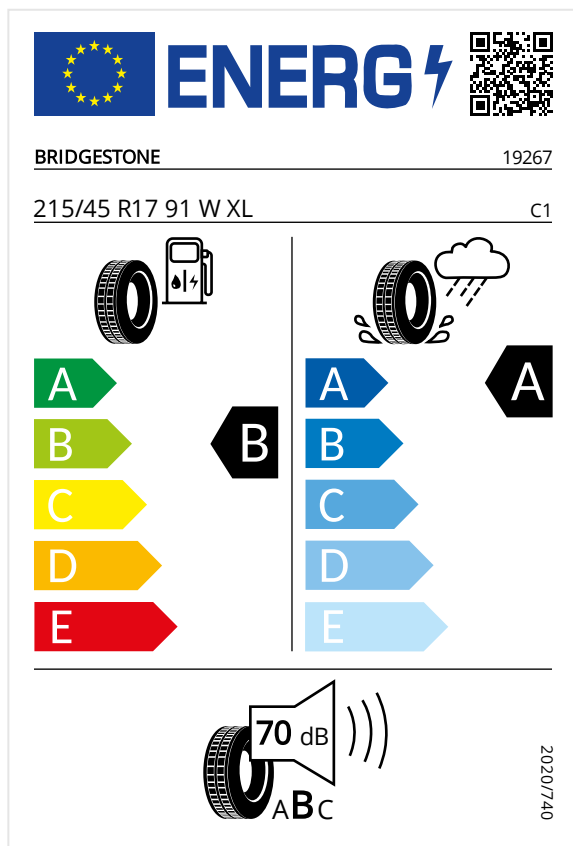 ENERG
BRIDGESTONE 19267
215/45 R17 91 W XL C1
A A A
B B B
C C
D D
E E
70 dB
ABC
2020/740